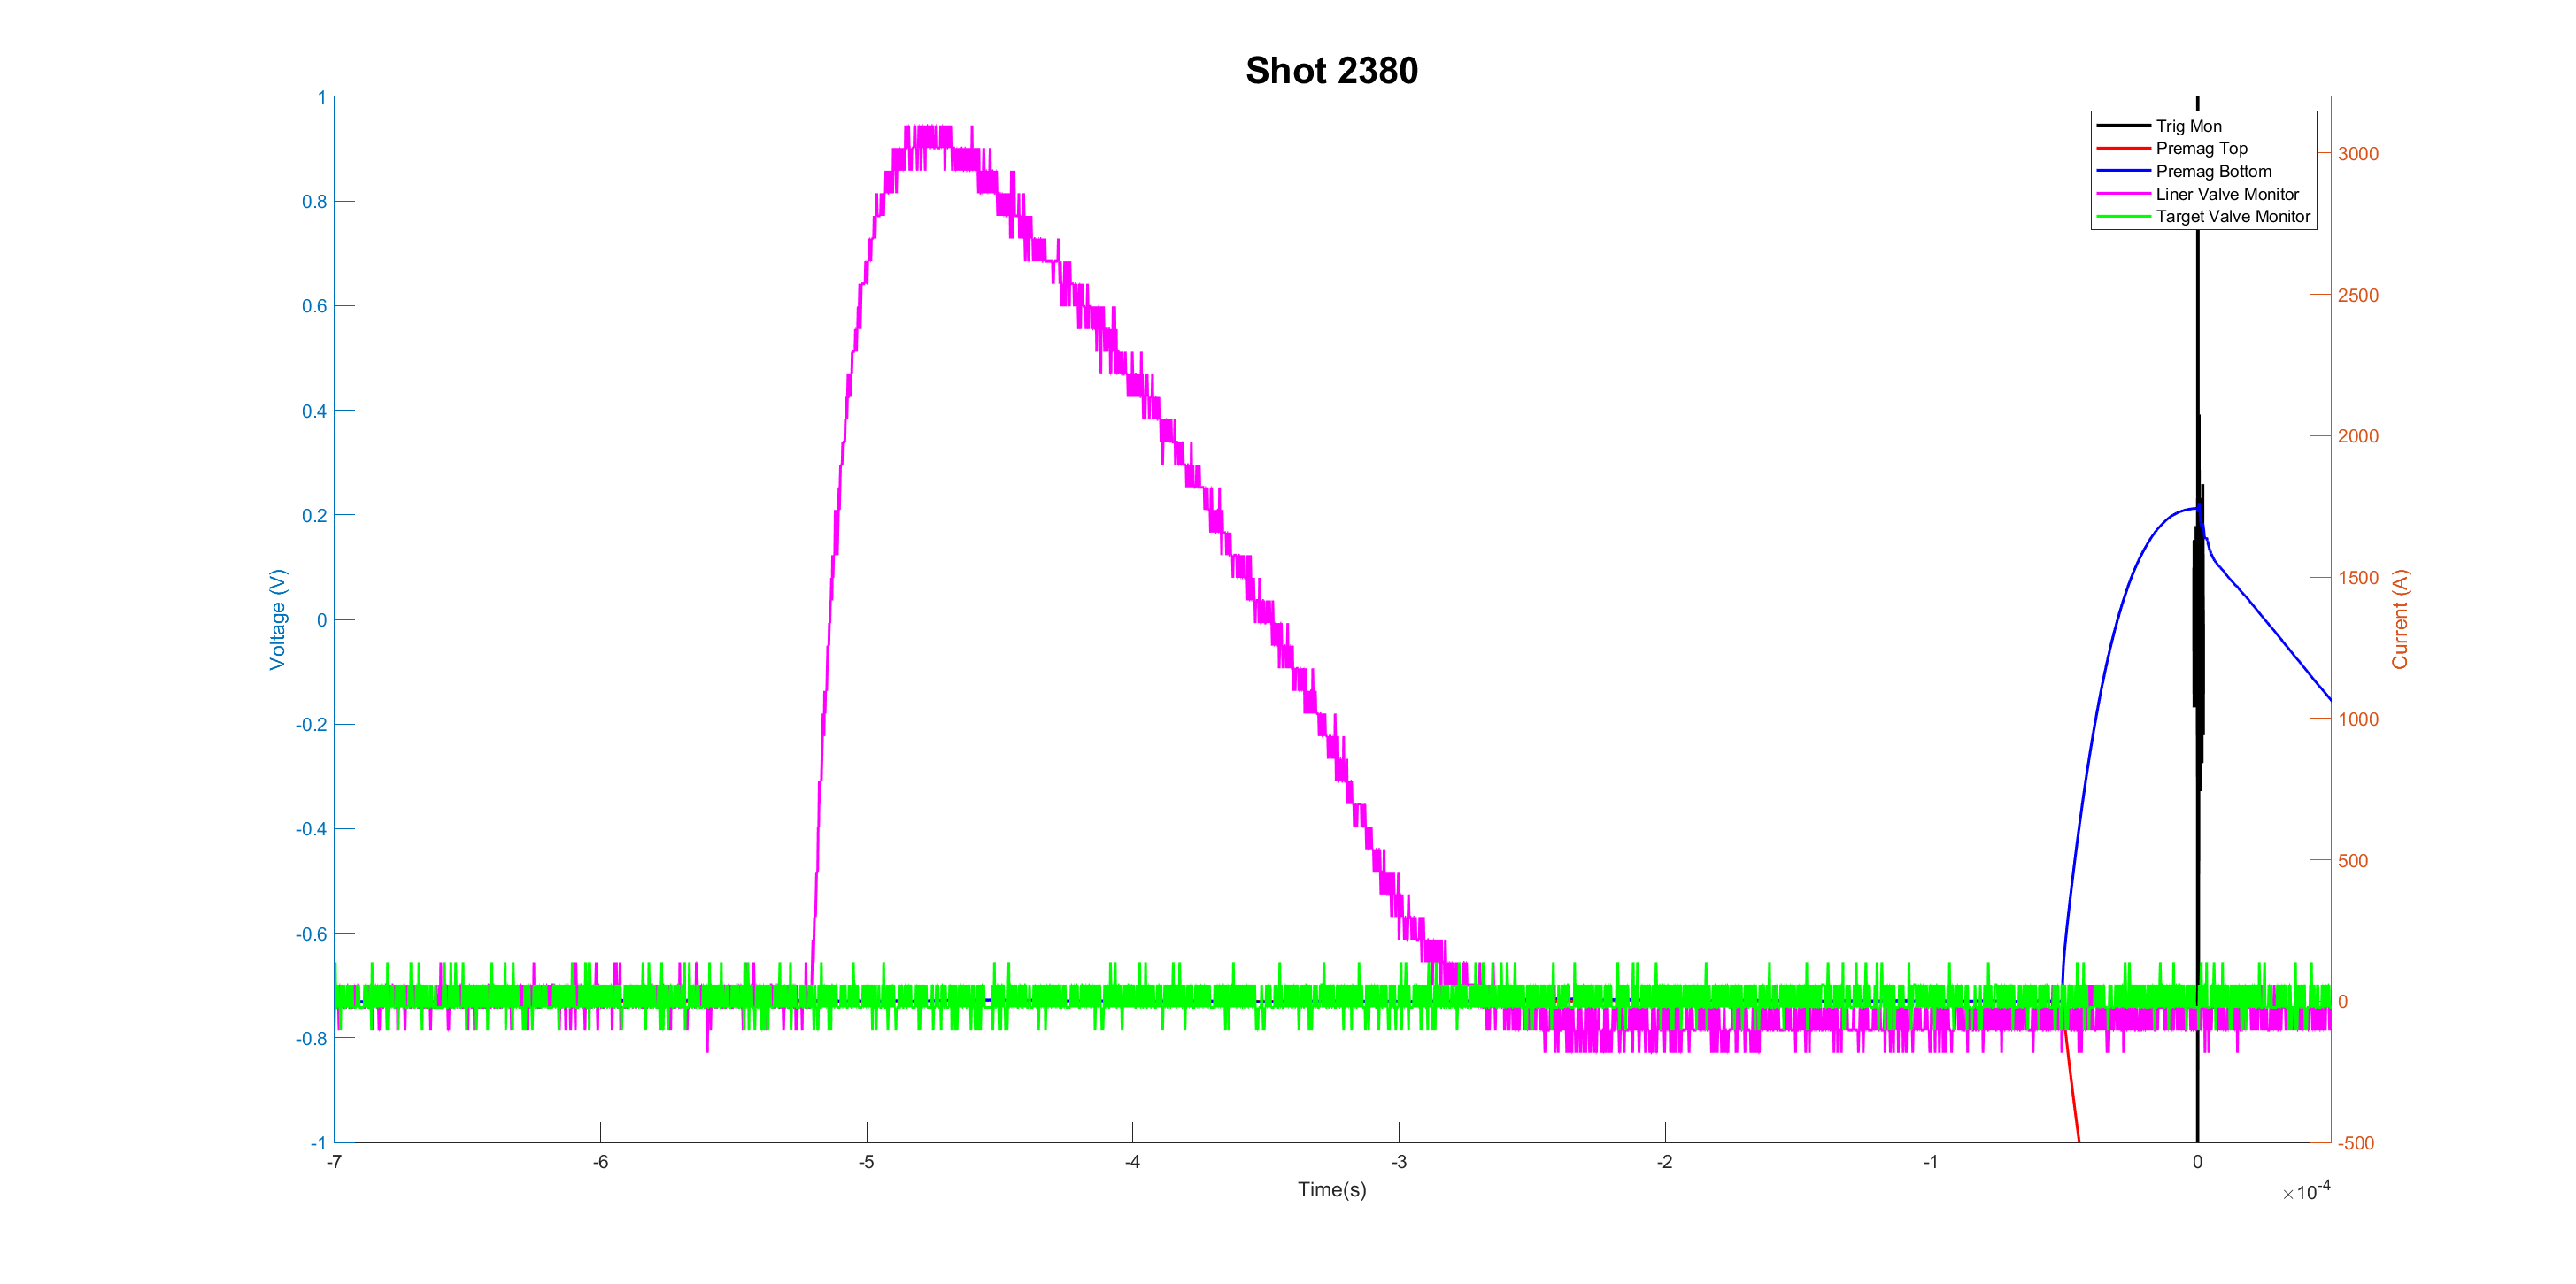 Shot 2380
Trig Mon
Premag Top
Premag Bottom
Liner Valve Monitor
Target Valve Monitor
Voltage (V)
1
0.8
0.6
0.4
0.2
0
-0.2
-0.4
-0.6
-0.8
-1
Current (A)
3000
2500
2000
1500
1000
500
0
-500
-7 -6 -5 -4 -3 -2 -1 0
Time(s)
×10⁻⁴